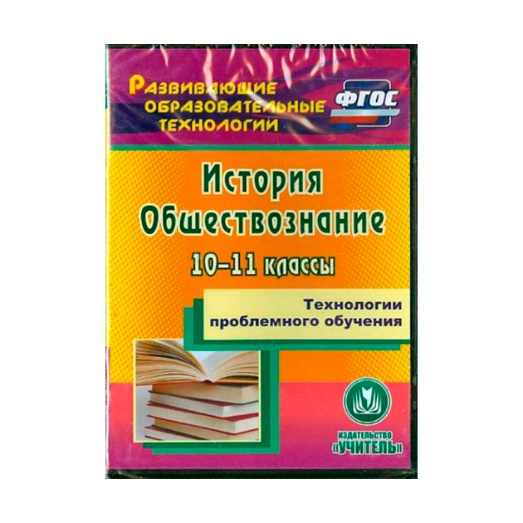 Развивающие
образовательные
технологии
ФГОС
История
Обществознание
10–11 классы
Технологии
проблемного обучения
ИЗДАТЕЛЬСТВО
«УЧИТЕЛЬ»